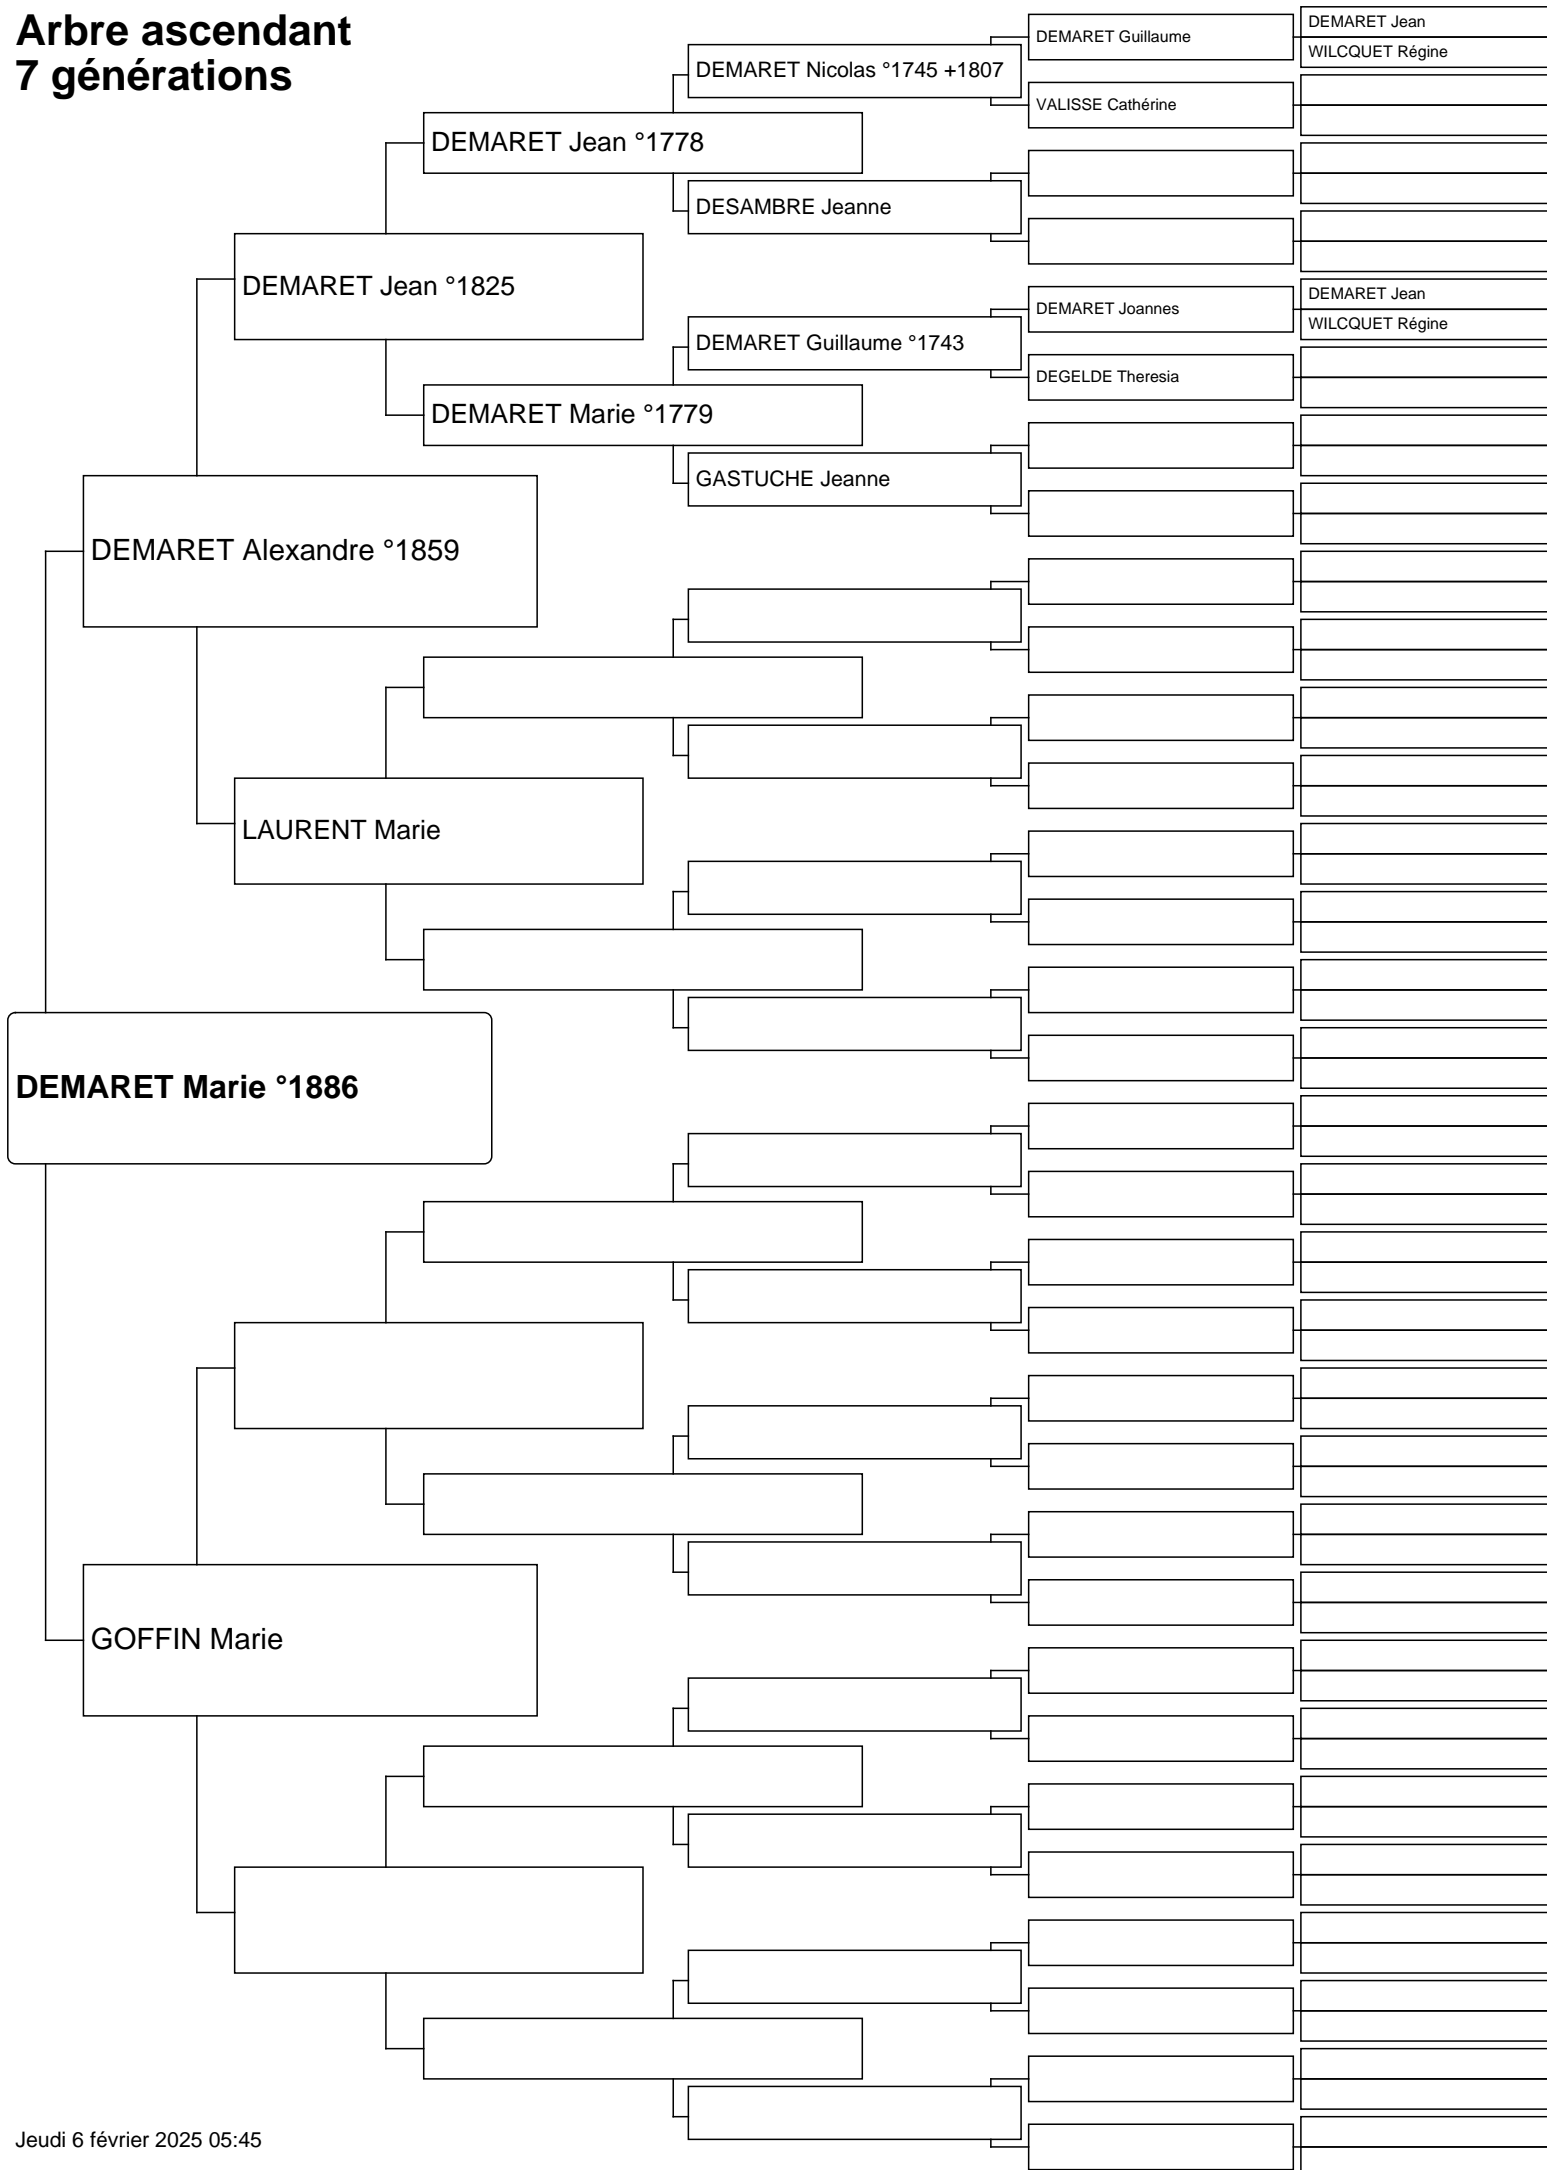 Arbre ascendant
7 générations
DEMARET Jean
WILCQUET Régine
DEMARET Guillaume
DEMARET Nicolas °1745 +1807
VALISSE Cathérine
DEMARET Jean °1778
DESAMBRE Jeanne
DEMARET Jean °1825
DEMARET Jean
WILCQUET Régine
DEMARET Joannes
DEMARET Guillaume °1743
DEGELDE Theresia
DEMARET Marie °1779
GASTUCHE Jeanne
DEMARET Alexandre °1859
LAURENT Marie
DEMARET Marie °1886
GOFFIN Marie
Jeudi 6 février 2025 05:45